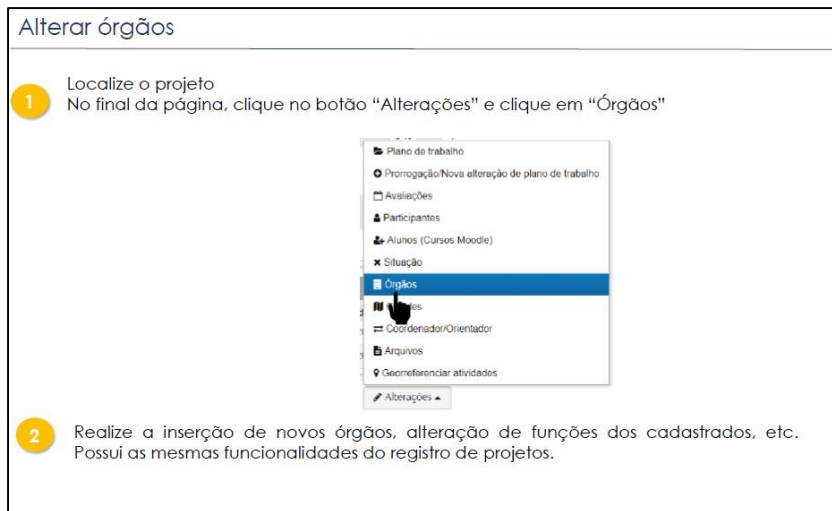 Alterar órgãos
1
Localize o projeto
No final da página, clique no botão “Alterações” e clique em “Órgãos”
Plano de trabalho
Prorrogação/Nova alteração de plano de trabalho
Avaliações
Participantes
Alunos (Cursos Moodle)
Situação
Órgãos
Coordenador/Orientador
Arquivos
Georreferenciar atividades
Alterações
2
Realize a inserção de novos órgãos, alteração de funções dos cadastrados, etc.
Possui as mesmas funcionalidades do registro de projetos.